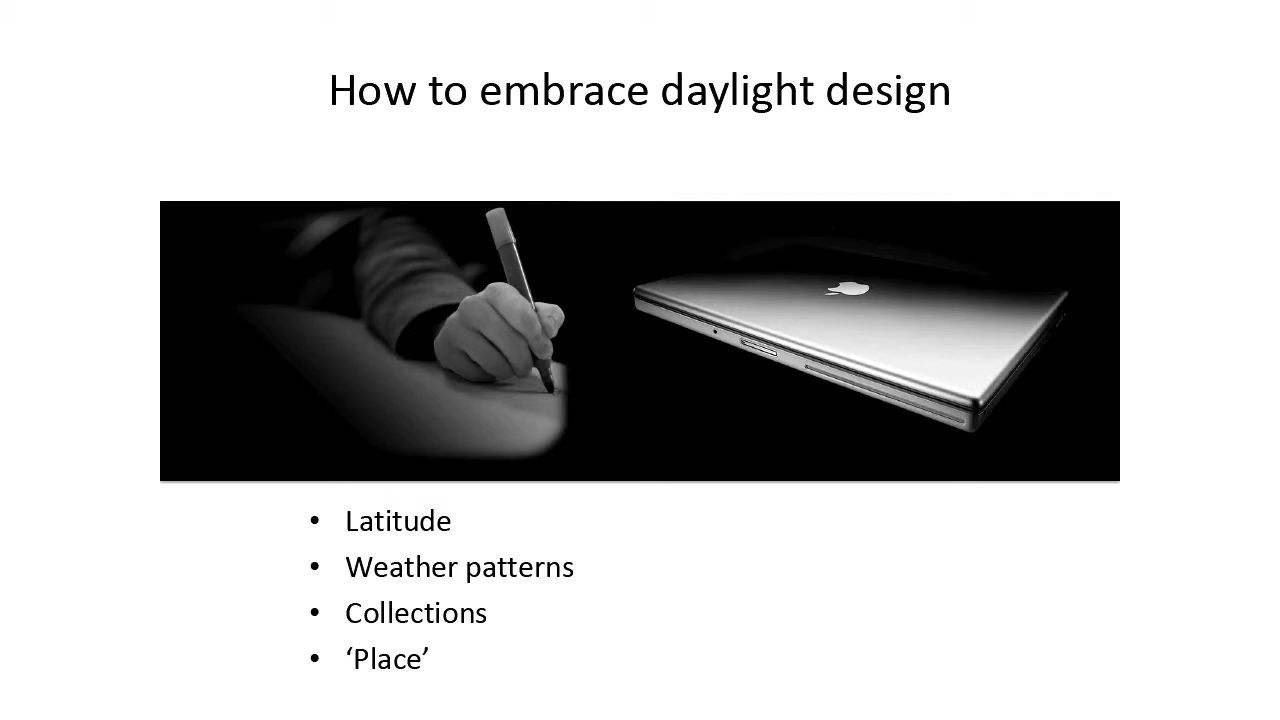 How to embrace daylight design
• Latitude
• Weather patterns
• Collections
• ‘Place’